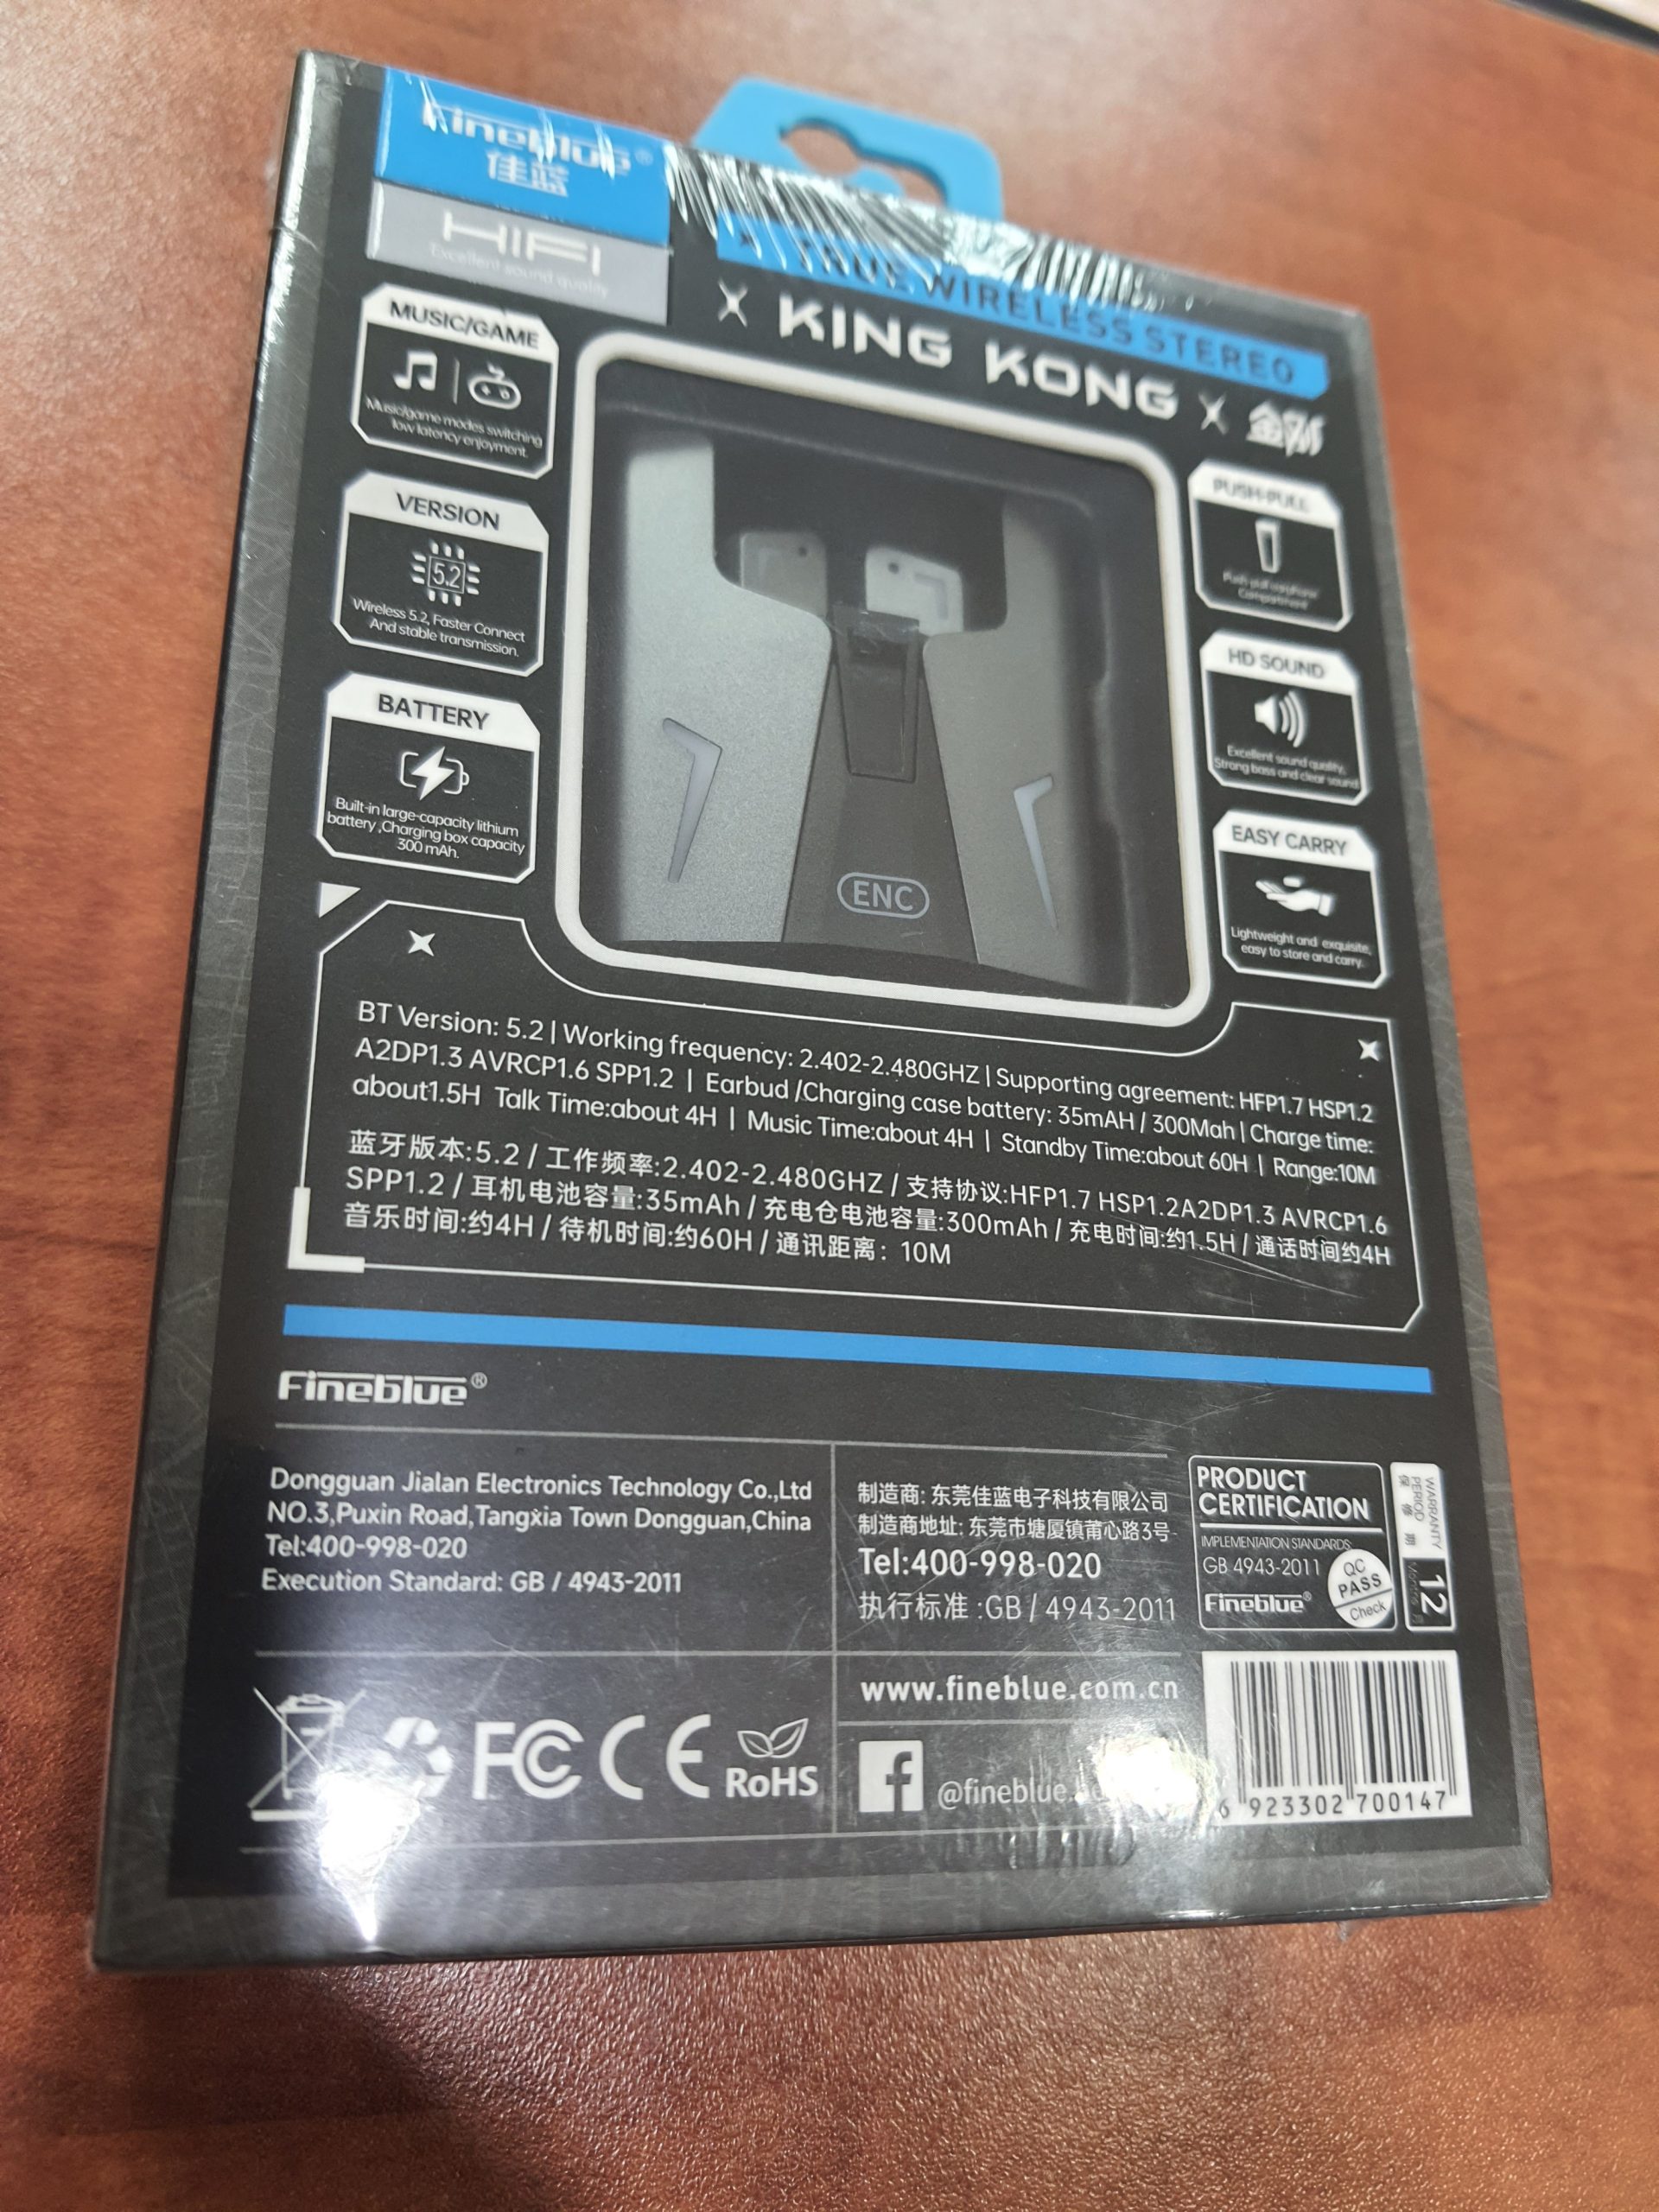 Fineblue®
佳蓝
HIFI
Excellent sound quality
TRUE WIRELESS STEREO
KING KONG
金刚
MUSIC/GAME
Music/game modes switching
low latency enjoyment.
VERSION
5.2
Wireless 5.2, Faster Connect
And stable transmission.
BATTERY
Built-in large-capacity lithium
battery ,Charging box capacity
300 mAh.
ENC
PUSH-PULL
Push-pull earphone
Compartment
HD SOUND
Excellent sound quality,
Strong bass and clear sound
EASY CARRY
Lightweight and exquisite,
easy to store and carry.
BT Version: 5.2 | Working frequency: 2.402-2.480GHZ | Supporting agreement: HFP1.7 HSP1.2
A2DP1.3 AVRCP1.6 SPP1.2 | Earbud /Charging case battery: 35mAH / 300Mah | Charge time:
about1.5H Talk Time:about 4H | Music Time:about 4H | Standby Time:about 60H | Range:10M
蓝牙版本:5.2 / 工作频率:2.402-2.480GHZ / 支持协议:HFP1.7 HSP1.2A2DP1.3 AVRCP1.6
SPP1.2 / 耳机电池容量:35mAh / 充电仓电池容量:300mAh / 充电时间:约1.5H / 通话时间约4H
音乐时间:约4H / 待机时间:约60H / 通讯距离: 10M
Fineblue®
Dongguan Jialan Electronics Technology Co.,Ltd
NO.3,Puxin Road,Tangxia Town Dongguan,China
Tel:400-998-020
Execution Standard: GB / 4943-2011
制造商: 东莞佳蓝电子科技有限公司
制造商地址: 东莞市塘厦镇莆心路3号
Tel:400-998-020
执行标准 :GB / 4943-2011
PRODUCT
CERTIFICATION
IMPLEMENTATION STANDARDS:
GB 4943-2011
Fineblue®
QC
PASS
Check
WARRANTY
PERIOD
保修期
12
FC CE RoHS
www.fineblue.com.cn
@fineblue.
6 923302 700147